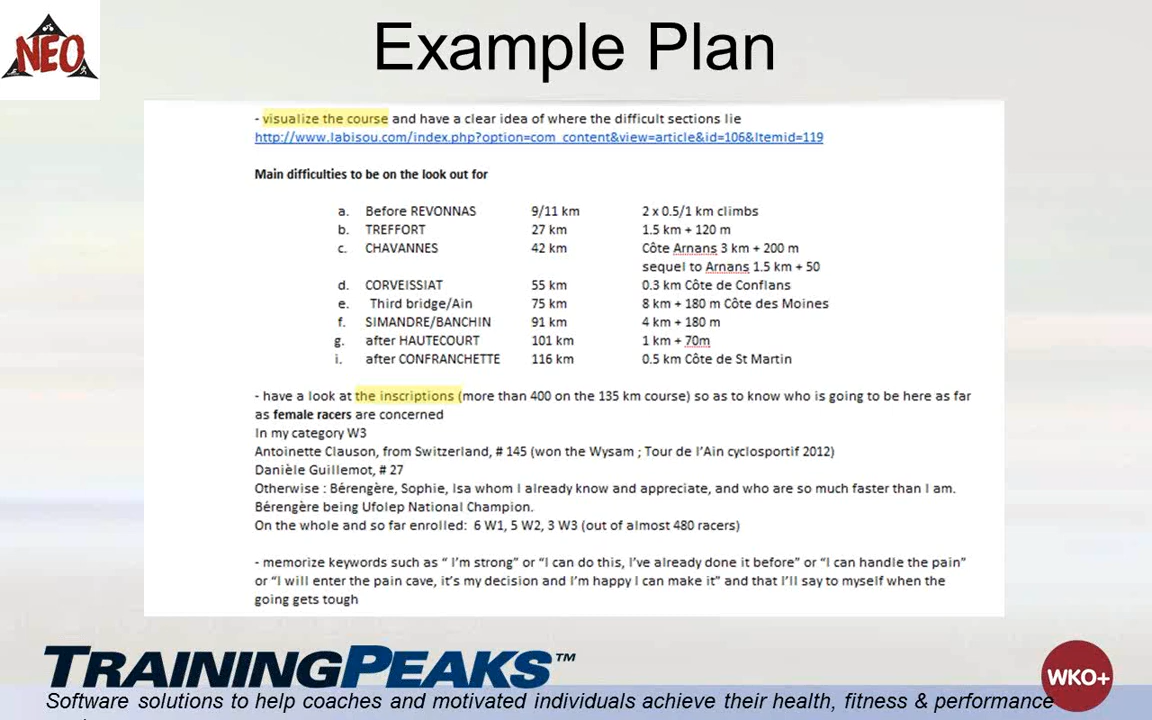 NEO
Example Plan
- visualize the course and have a clear idea of where the difficult sections lie
http://www.labisou.com/index.php?option=com_content&view=article&id=106&Itemid=119
Main difficulties to be on the look out for
a. Before REVONNAS 9/11 km 2 x 0.5/1 km climbs
b. TREFFORT 27 km 1.5 km + 120 m
c. CHAVANNES 42 km Côte Arnans 3 km + 200 m
sequel to Arnans 1.5 km + 50
d. CORVEISSIAT 55 km 0.3 km Côte de Conflans
e. Third bridge/Ain 75 km 8 km + 180 m Côte des Moines
f. SIMANDRE/BANCHIN 91 km 4 km + 180 m
g. after HAUTECOURT 101 km 1 km + 70m
i. after CONFRANCHETTE 116 km 0.5 km Côte de St Martin
- have a look at the inscriptions (more than 400 on the 135 km course) so as to know who is going to be here as far
as female racers are concerned
In my category W3
Antoinette Clauson, from Switzerland, # 145 (won the Wysam ; Tour de l'Ain cyclosportif 2012)
Danièle Guillemot, # 27
Otherwise : Bérengère, Sophie, Isa whom I already know and appreciate, and who are so much faster than I am.
Bérengère being Ufolep National Champion.
On the whole and so far enrolled: 6 W1, 5 W2, 3 W3 (out of almost 480 racers)
- memorize keywords such as “ I'm strong” or “I can do this, I've already done it before” or “I can handle the pain”
or “I will enter the pain cave, it's my decision and I'm happy I can make it” and that I'll say to myself when the
going gets tough
TRAININGPEAKS™
WKO+
Software solutions to help coaches and motivated individuals achieve their health, fitness & performance